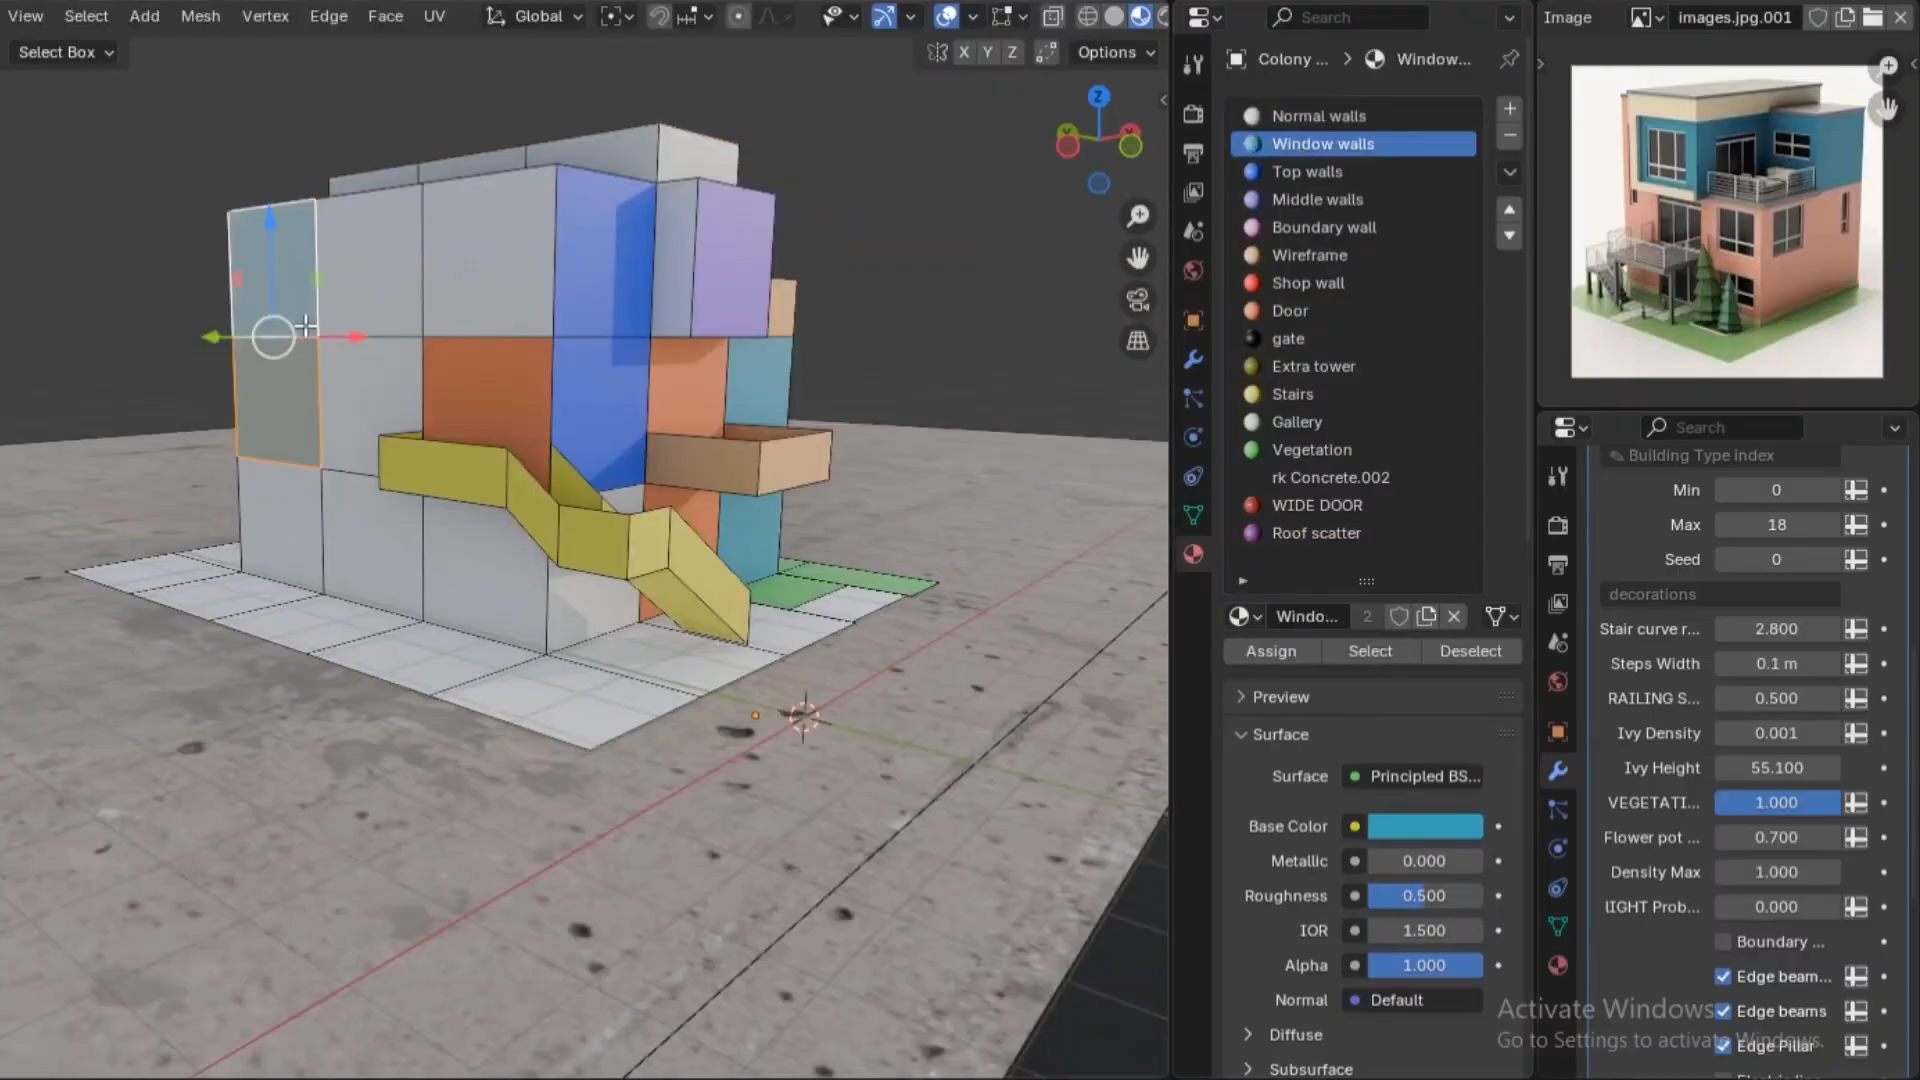 View Select Add Mesh Vertex Edge Face UV Global
Select Box
X Y Z Options
Z
Search
Colony ... > Window...
Normal walls
Window walls
Top walls
Middle walls
Boundary wall
Wireframe
Shop wall
Door
gate
Extra tower
Stairs
Gallery
Vegetation
rk Concrete.002
WIDE DOOR
Roof scatter
Windo... 2
Assign Select Deselect
Preview
Surface
Surface Principled BS...
Base Color
Metallic 0.000
Roughness 0.500
IOR 1.500
Alpha 1.000
Normal Default
Diffuse
Subsurface
Image images.jpg.001
Search
Building Type Index
Min 0
Max 18
Seed 0
decorations
Stair curve r... 2.800
Steps Width 0.1 m
RAILING S... 0.500
Ivy Density 0.001
Ivy Height 55.100
VEGETATI... 1.000
Flower pot ... 0.700
Density Max 1.000
lIGHT Prob... 0.000
Boundary ...
Edge beam...
Edge beams
Edge Pillar
Activate Windows
Go to Settings to activate Windows.